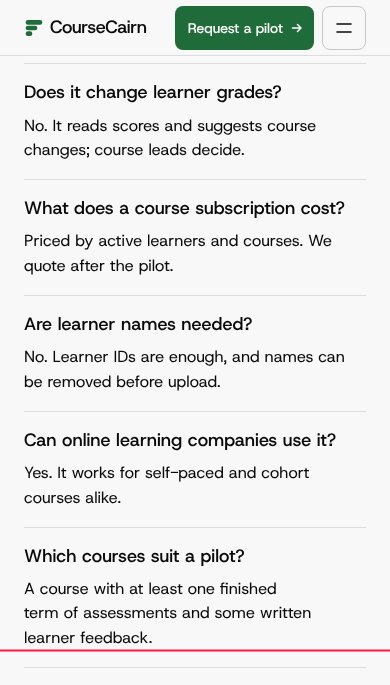 CourseCairn
Request a pilot →
Does it change learner grades?
No. It reads scores and suggests course
changes; course leads decide.
What does a course subscription cost?
Priced by active learners and courses. We
quote after the pilot.
Are learner names needed?
No. Learner IDs are enough, and names can
be removed before upload.
Can online learning companies use it?
Yes. It works for self-paced and cohort
courses alike.
Which courses suit a pilot?
A course with at least one finished
term of assessments and some written
learner feedback.